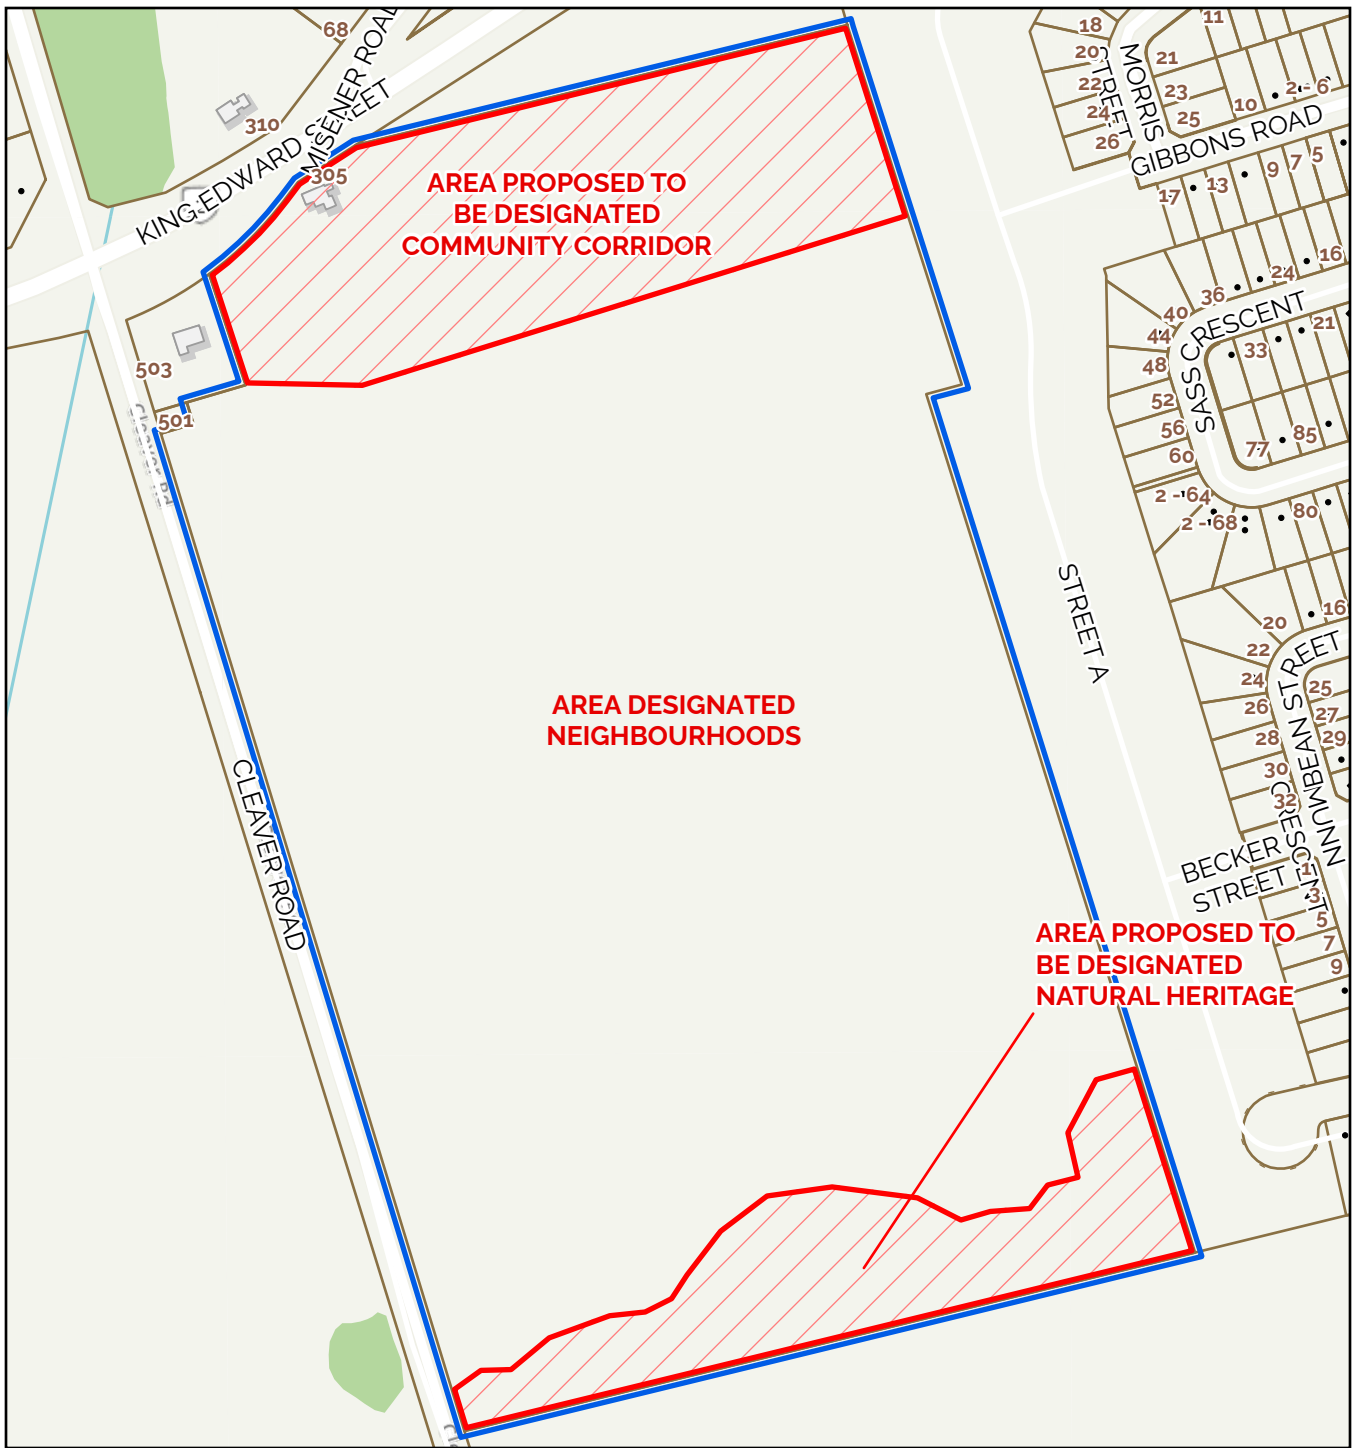 68
MISENER ROAD
310
KING EDWARD STREET
305
AREA PROPOSED TO
BE DESIGNATED
COMMUNITY CORRIDOR
503
501
Cleaver Rd
CLEAVER ROAD
AREA DESIGNATED
NEIGHBOURHOODS
STREET A
AREA PROPOSED TO
BE DESIGNATED
NATURAL HERITAGE
18
20
22
24
26
MORRIS
STREET
11
21
23
25
10
2 - 6
GIBBONS ROAD
17
13
9
7
5
16
24
36
40
44
48
52
56
60
2 - 64
2 - 68
SASS CRESCENT
21
33
77
85
80
16
20
22
24
26
28
30
32
25
27
29
NUNUMBEAN STREET
CRESCENT
BECKER
STREET
1
3
5
7
9